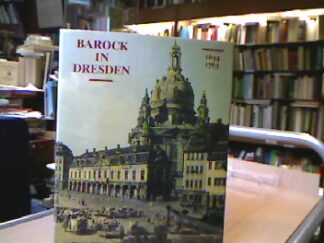 BAROCK
IN
DRESDEN
1694
1763